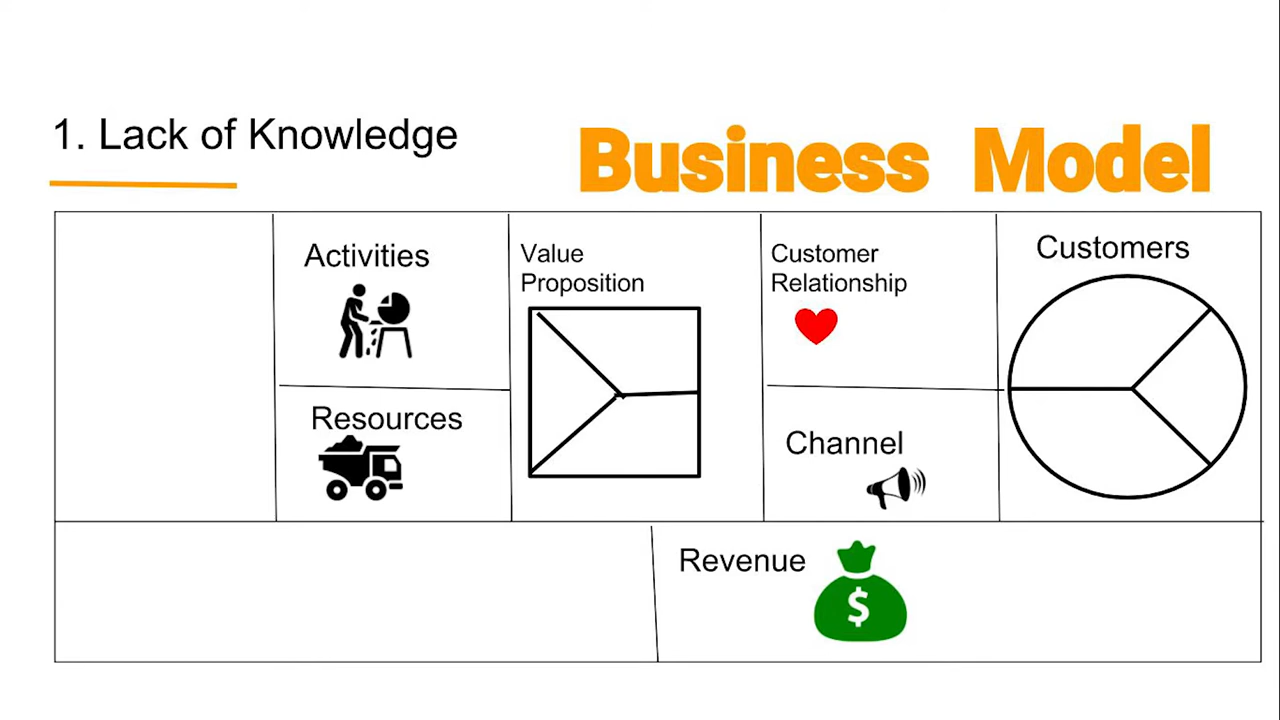 1. Lack of Knowledge
Business Model
Activities
Value
Proposition
Customer
Relationship
Customers
Resources
Channel
Revenue
$